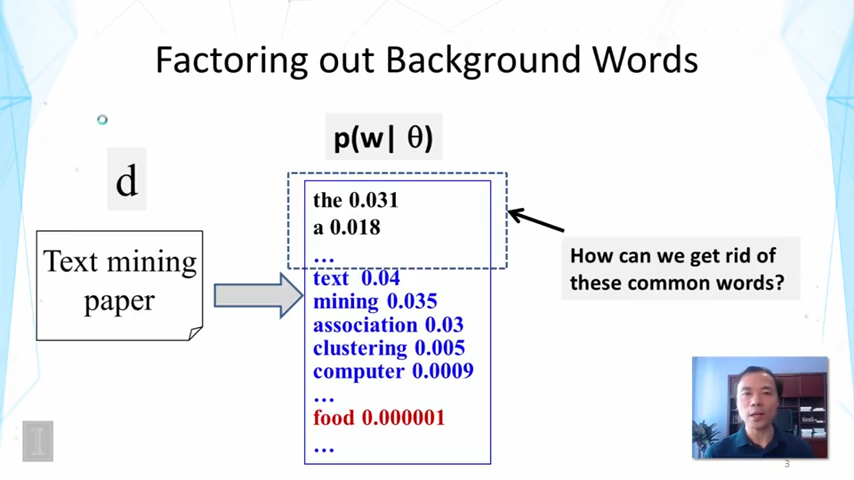 Factoring out Background Words
p(w| θ)
d
Text mining
paper
the 0.031
a 0.018
...
text 0.04
mining 0.035
association 0.03
clustering 0.005
computer 0.0009
...
food 0.000001
...
How can we get rid of
these common words?
I
3